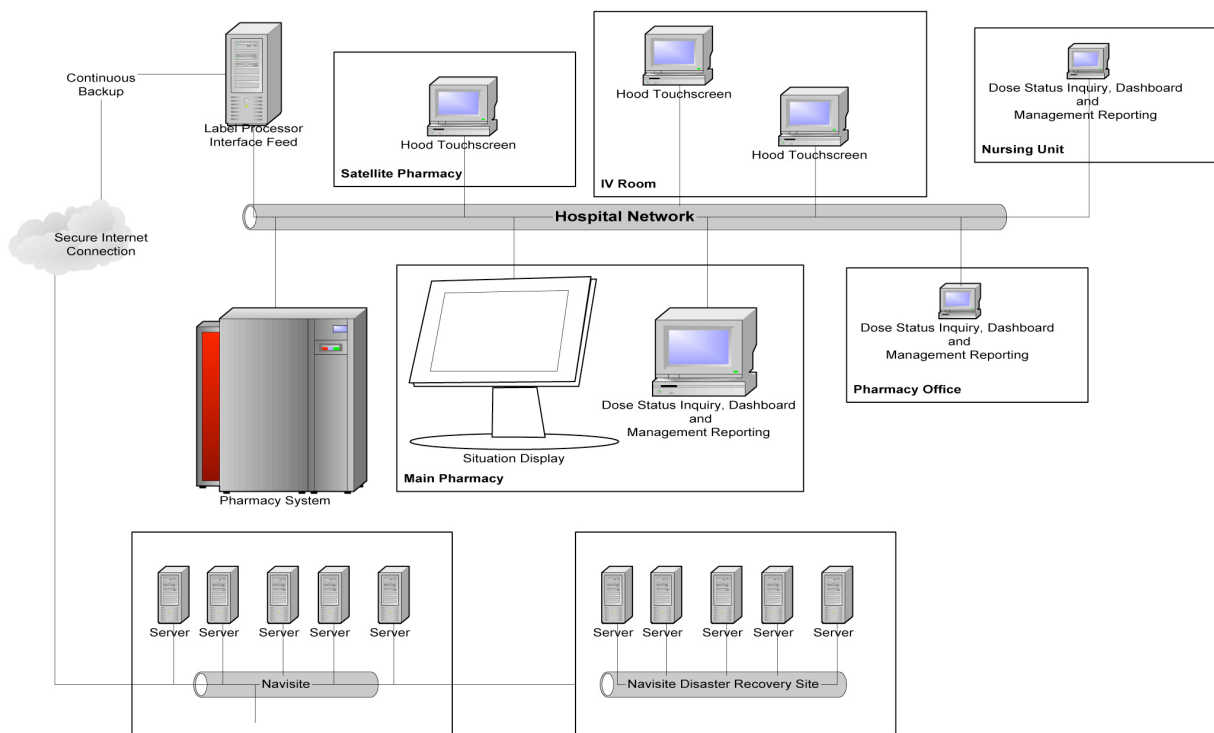 Continuous
Backup
Label Processor
Interface Feed
Hood Touchscreen
Satellite Pharmacy
Hood Touchscreen
Hood Touchscreen
IV Room
Dose Status Inquiry, Dashboard
and
Management Reporting
Nursing Unit
Hospital Network
Secure Internet
Connection
Pharmacy System
Situation Display
Dose Status Inquiry, Dashboard
and
Management Reporting
Main Pharmacy
Dose Status Inquiry, Dashboard
and
Management Reporting
Pharmacy Office
Server Server Server Server Server
Navisite
Server Server Server Server Server
Navisite Disaster Recovery Site